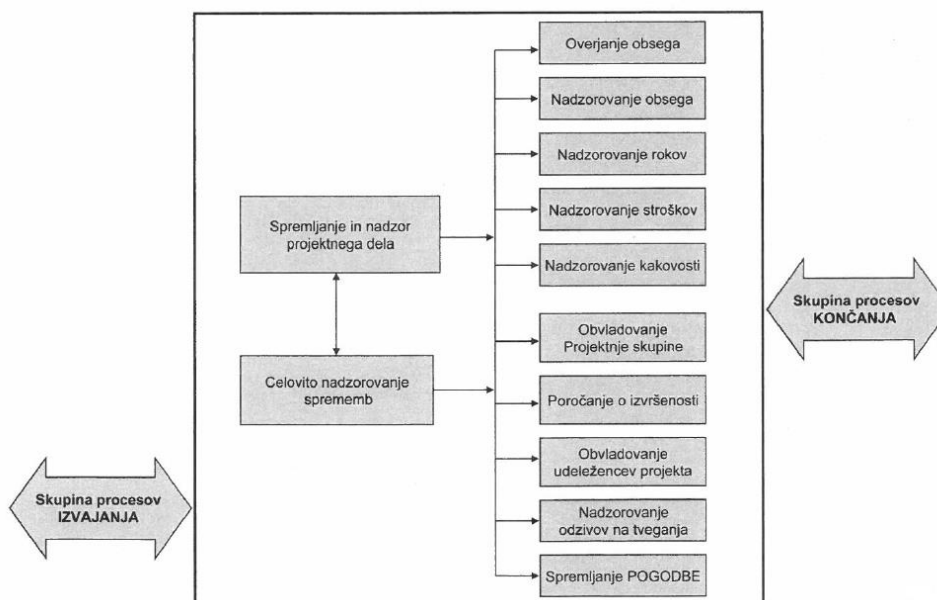 Overjanje obsega
Nadzorovanje obsega
Nadzorovanje rokov
Spremljanje in nadzor
projektnega dela
Nadzorovanje stroškov
Nadzorovanje kakovosti
Skupina procesov
KONČANJA
Obvladovanje
Projektnje skupine
Celovito nadzorovanje
sprememb
Poročanje o izvršenosti
Obvladovanje
udeležencev projekta
Skupina procesov
IZVAJANJA
Nadzorovanje
odzivov na tveganja
Spremljanje POGODBE